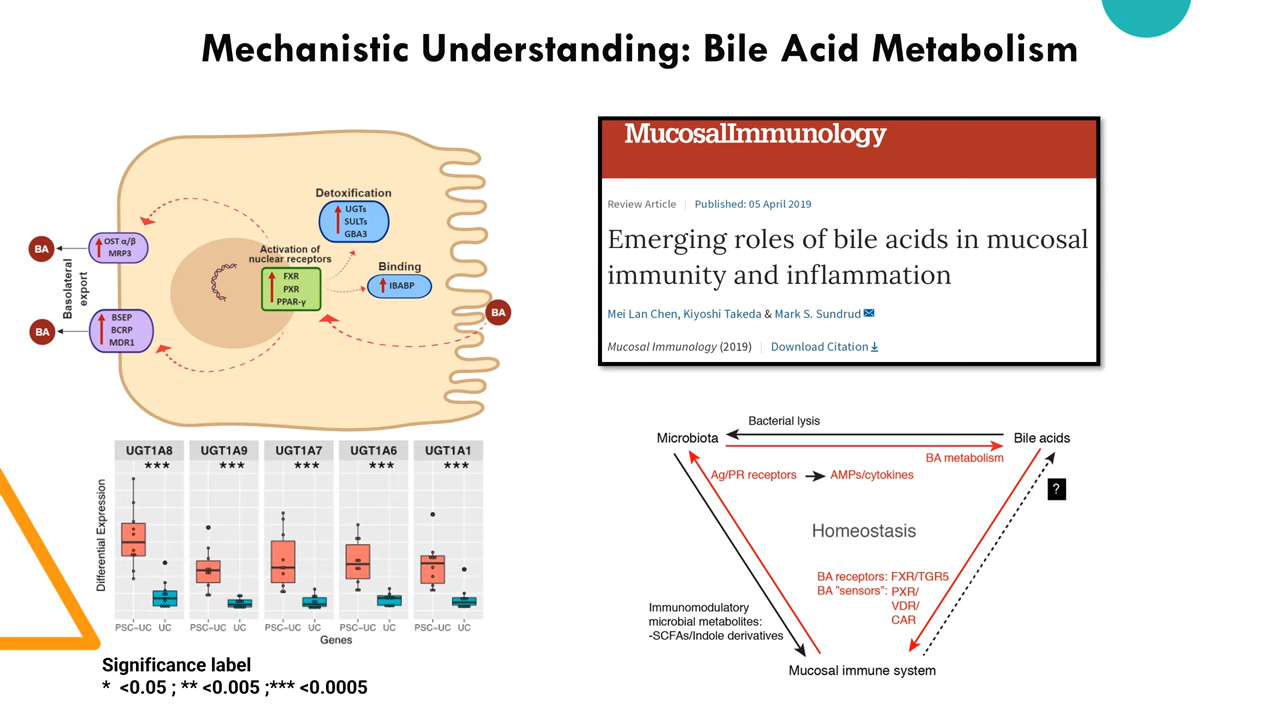 Mechanistic Understanding: Bile Acid Metabolism
Detoxification
UGTs
SULTs
GBA3
Activation of
nuclear receptors
FXR
PXR
PPAR-γ
Binding
IBABP
BA
OST α/β
MRP3
Basolateral
export
BA
BSEP
BCRP
MDR1
BA
UGT1A8
UGT1A9
UGT1A7
UGT1A6
UGT1A1
***
***
***
***
***
Differential Expression
PSC-UC UC
PSC-UC UC
PSC-UC UC
PSC-UC UC
PSC-UC UC
Genes
Significance label
* <0.05 ; ** <0.005 ;*** <0.0005
MucosalImmunology
Review Article | Published: 05 April 2019
Emerging roles of bile acids in mucosal
immunity and inflammation
Mei Lan Chen, Kiyoshi Takeda & Mark S. Sundrud
Mucosal Immunology (2019) | Download Citation
Bacterial lysis
Microbiota
Bile acids
BA metabolism
Ag/PR receptors
AMPs/cytokines
?
Homeostasis
BA receptors: FXR/TGR5
BA "sensors": PXR/
VDR/
CAR
Immunomodulatory
microbial metabolites:
-SCFAs/Indole derivatives
Mucosal immune system